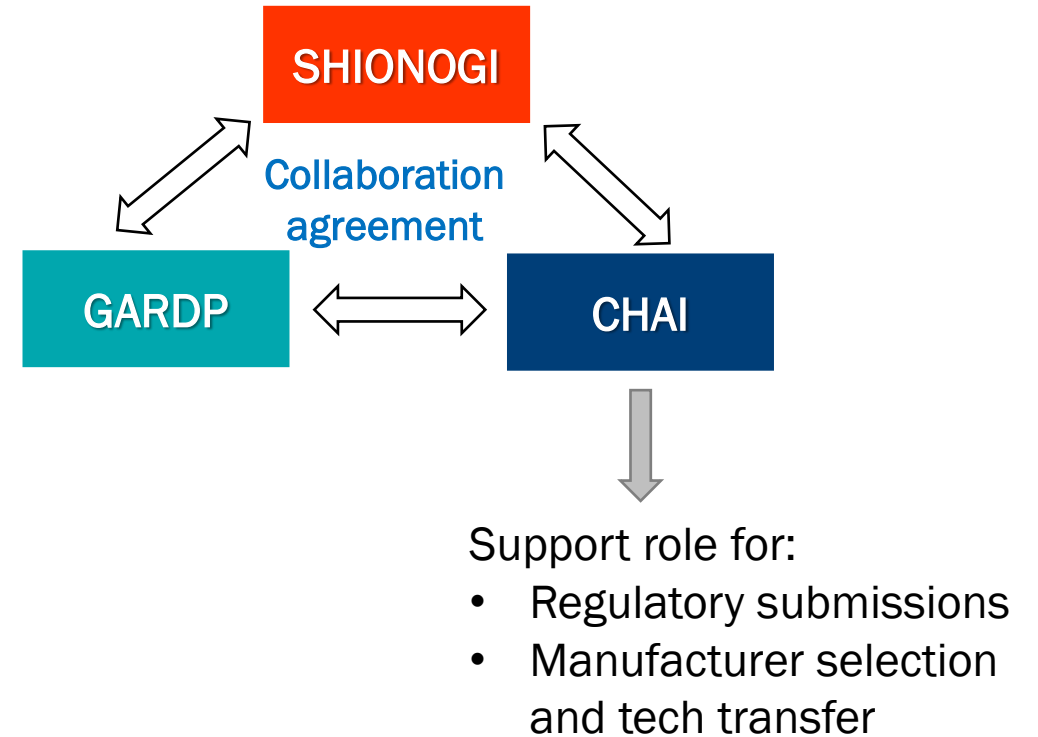 SHIONOGI
Collaboration
agreement
GARDP
CHAI
Support role for:
• Regulatory submissions
• Manufacturer selection
and tech transfer